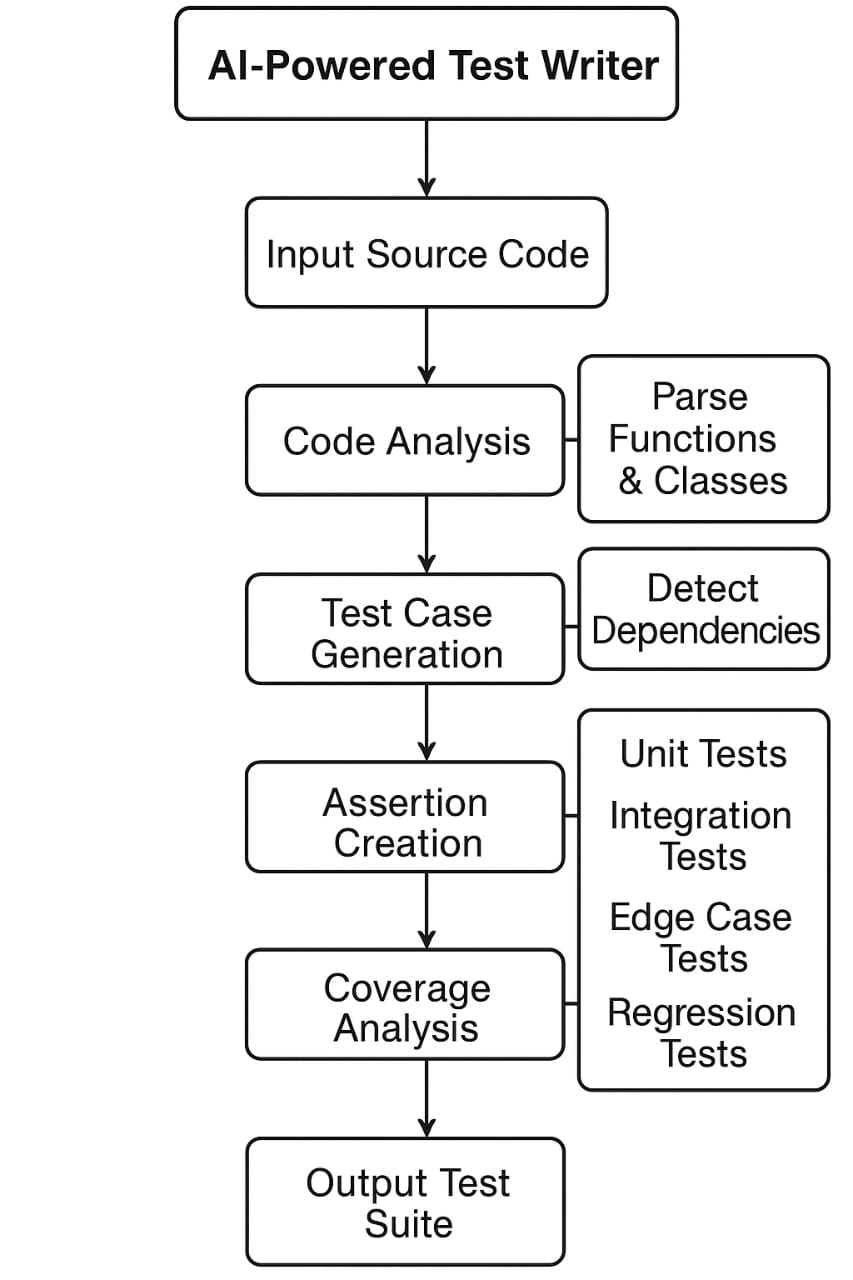 AI-Powered Test Writer
Input Source Code
Code Analysis
Parse
Functions
& Classes
Test Case
Generation
Detect
Dependencies
Assertion
Creation
Unit Tests
Integration
Tests
Edge Case
Tests
Regression
Tests
Coverage
Analysis
Output Test
Suite